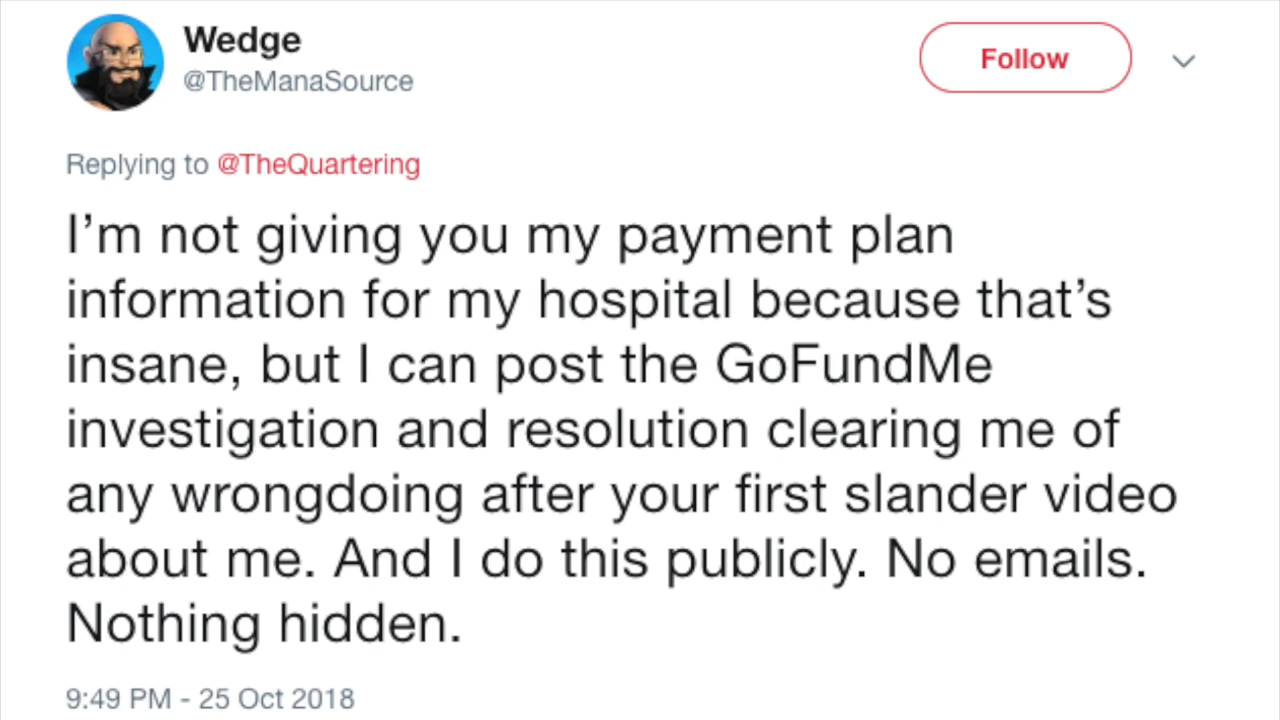 Wedge
@TheManaSource
Follow
Replying to @TheQuartering
I’m not giving you my payment plan
information for my hospital because that’s
insane, but I can post the GoFundMe
investigation and resolution clearing me of
any wrongdoing after your first slander video
about me. And I do this publicly. No emails.
Nothing hidden.
9:49 PM - 25 Oct 2018